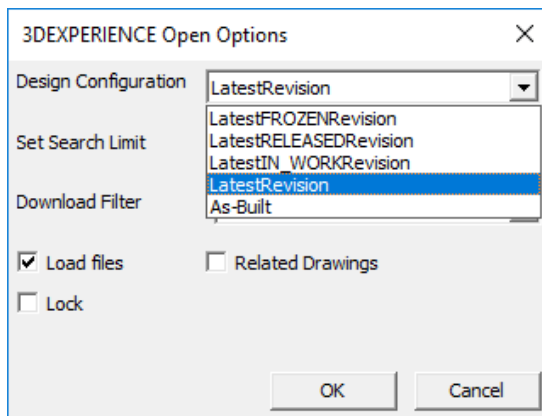 3DEXPERIENCE Open Options
Design Configuration
LatestRevision
LatestFROZENRevision
LatestRELEASEDRevision
LatestIN_WORKRevision
LatestRevision
As-Built
Set Search Limit
Download Filter
Load files
Related Drawings
Lock
OK
Cancel